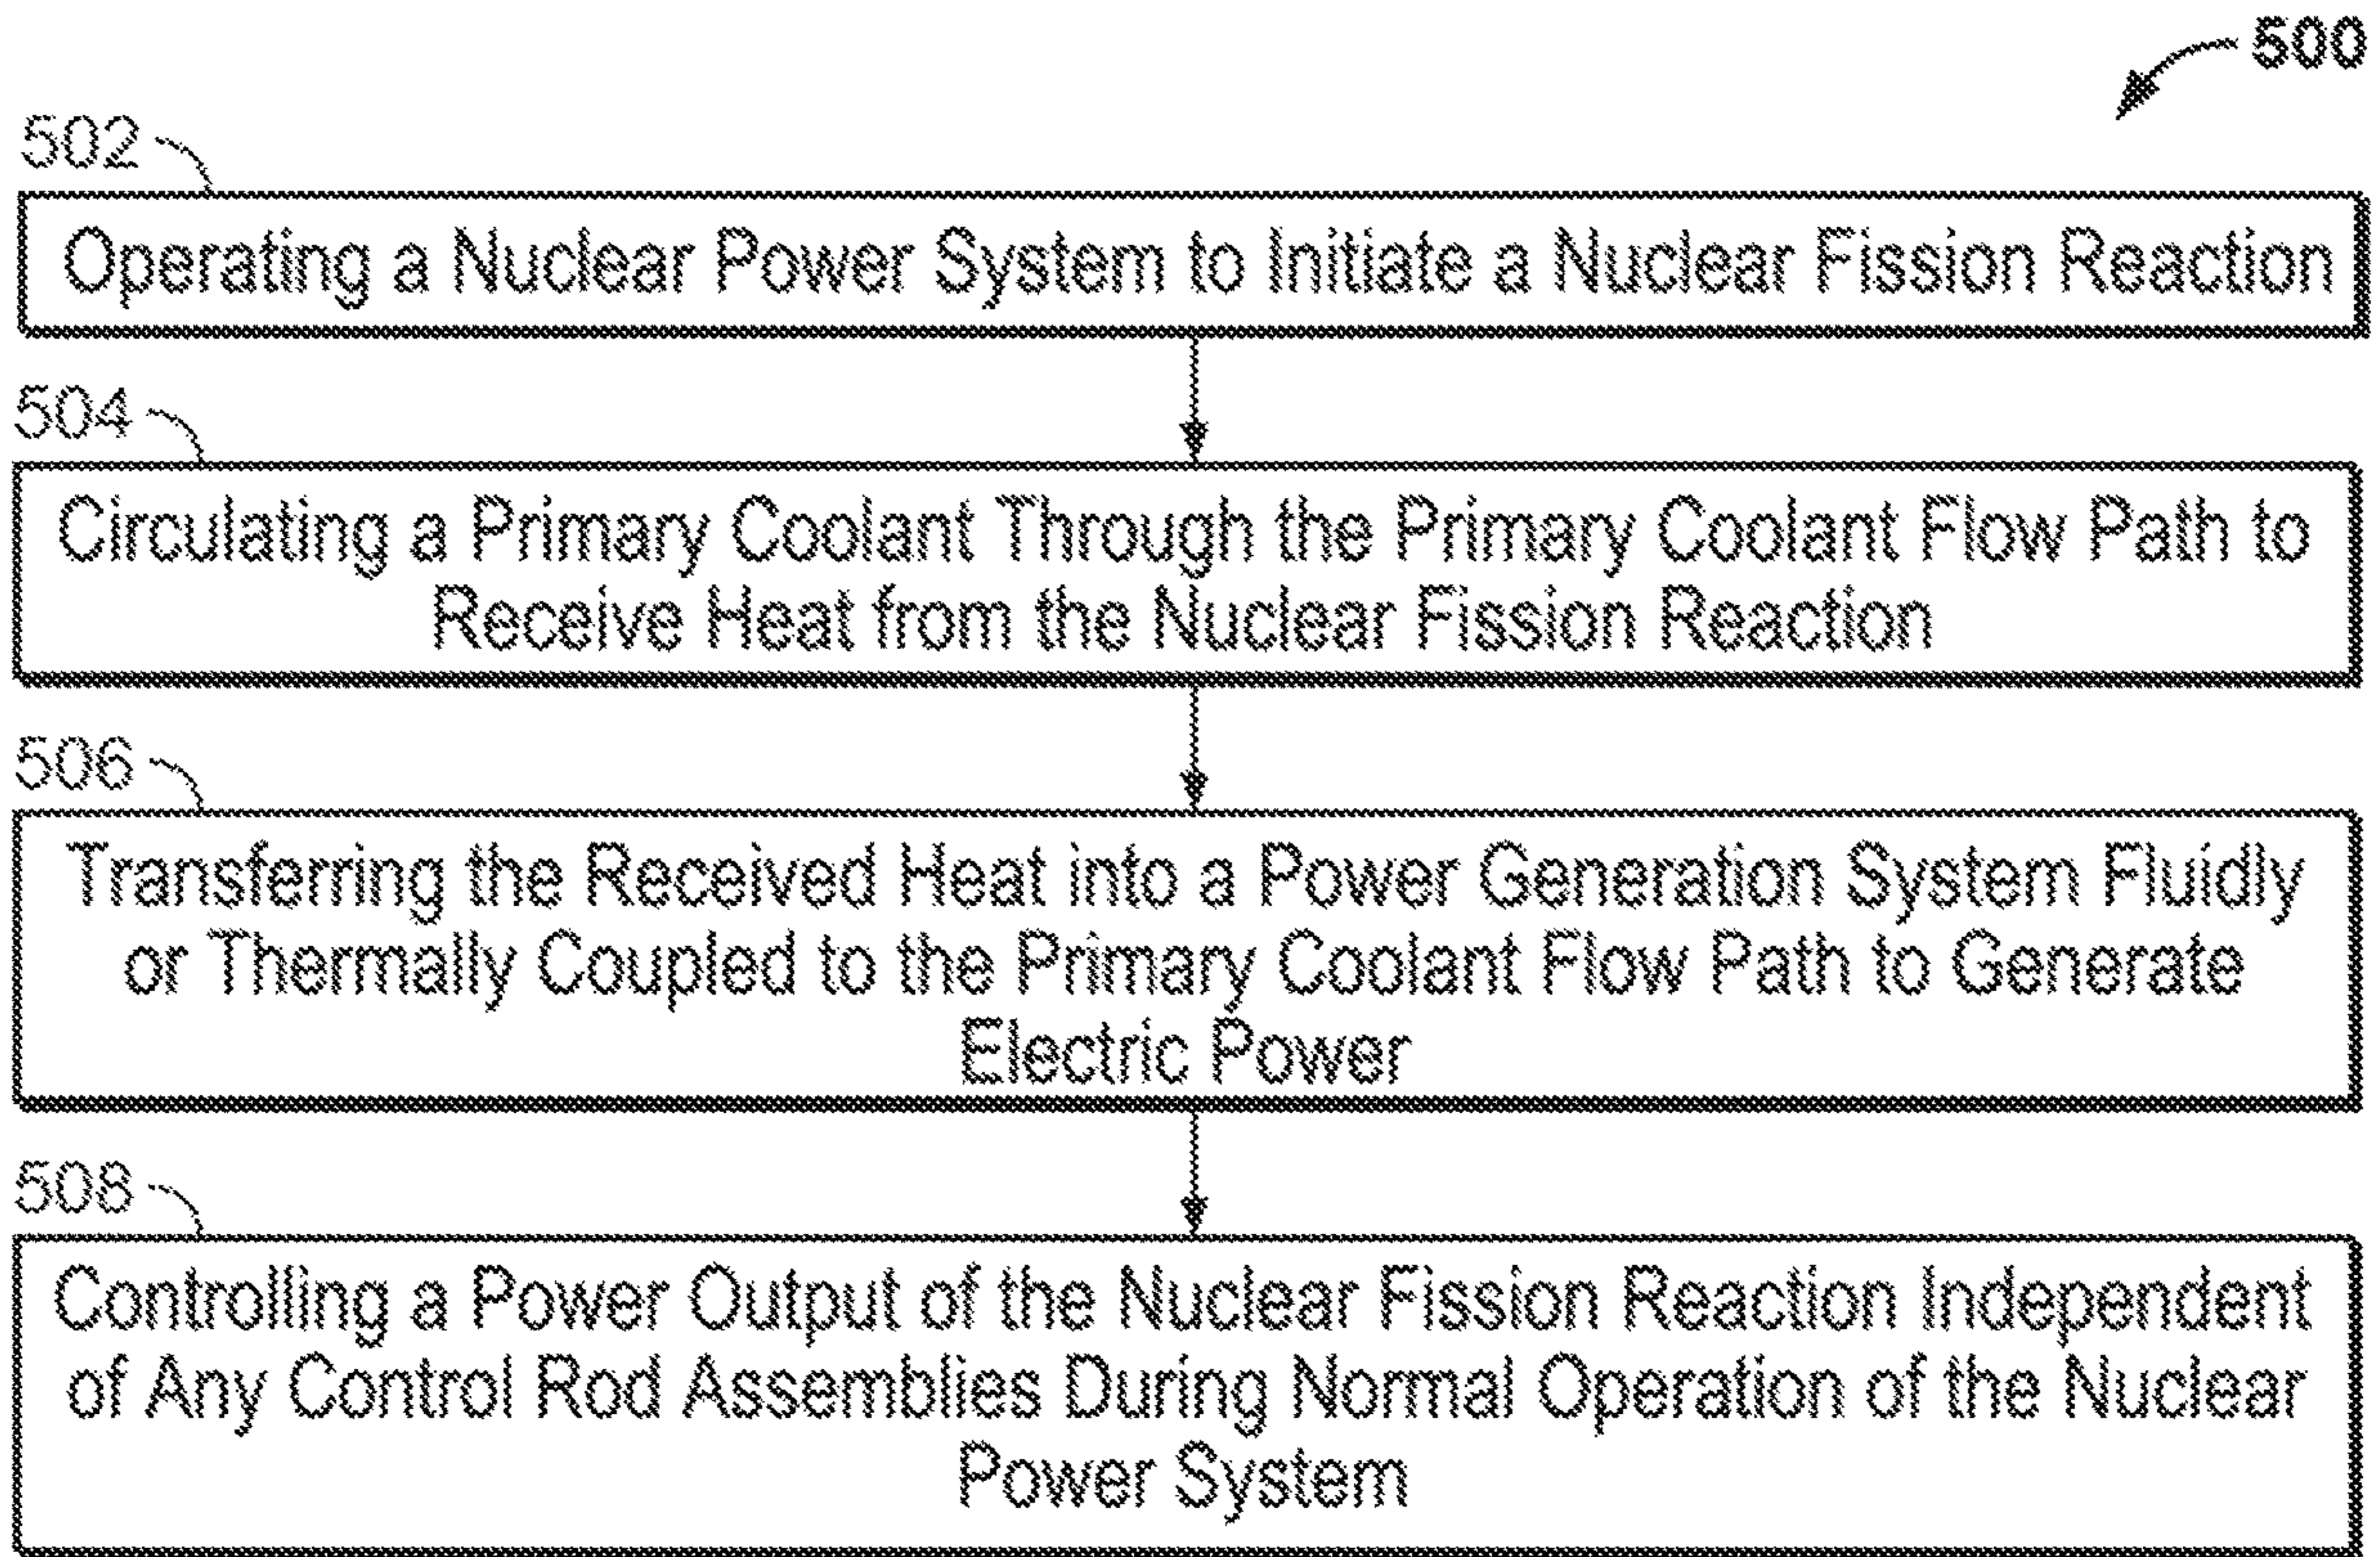 500
502
Operating a Nuclear Power System to Initiate a Nuclear Fission Reaction
504
Circulating a Primary Coolant Through the Primary Coolant Flow Path to
Receive Heat from the Nuclear Fission Reaction
506
Transferring the Received Heat into a Power Generation System Fluidly
or Thermally Coupled to the Primary Coolant Flow Path to Generate
Electric Power
508
Controlling a Power Output of the Nuclear Fission Reaction Independent
of Any Control Rod Assemblies During Normal Operation of the Nuclear
Power System